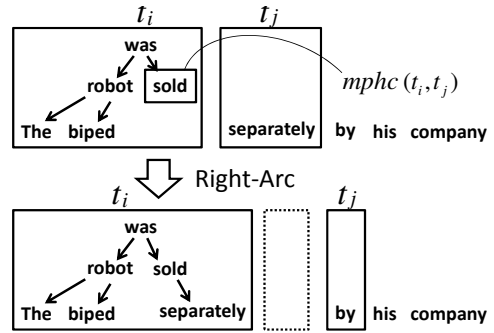 t_i t_j
was
robot sold
mphc (t_i, t_j)
The biped separately by his company
Right-Arc
t_i t_j
was
robot sold
The biped separately by his company